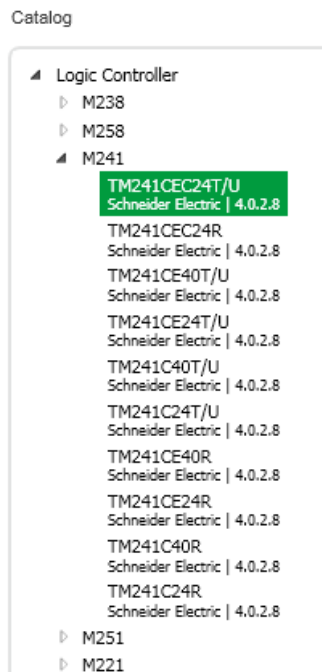 Catalog
Logic Controller
M238
M258
M241
TM241CEC24T/U
Schneider Electric | 4.0.2.8
TM241CEC24R
Schneider Electric | 4.0.2.8
TM241CE40T/U
Schneider Electric | 4.0.2.8
TM241CE24T/U
Schneider Electric | 4.0.2.8
TM241C40T/U
Schneider Electric | 4.0.2.8
TM241C24T/U
Schneider Electric | 4.0.2.8
TM241CE40R
Schneider Electric | 4.0.2.8
TM241CE24R
Schneider Electric | 4.0.2.8
TM241C40R
Schneider Electric | 4.0.2.8
TM241C24R
Schneider Electric | 4.0.2.8
M251
M221